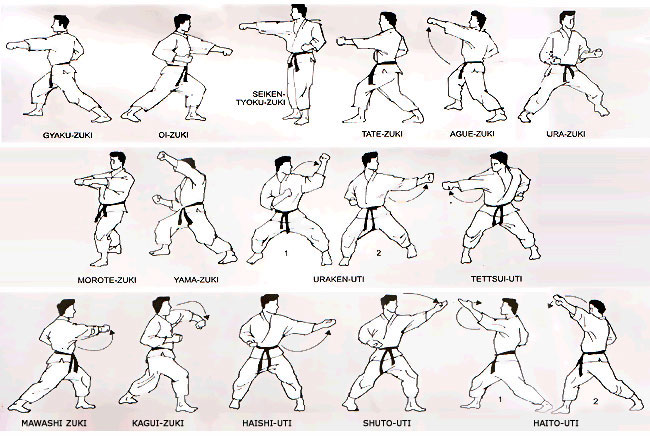 GYAKU-ZUKI
OI-ZUKI
SEIKEN-
TYOKU-ZUKI
TATE-ZUKI
AGUE-ZUKI
URA-ZUKI
MOROTE-ZUKI
YAMA-ZUKI
1
2
URAKEN-UTI
TETTSUI-UTI
MAWASHI ZUKI
KAGUI-ZUKI
HAISHI-UTI
SHUTO-UTI
1
2
HAITO-UTI